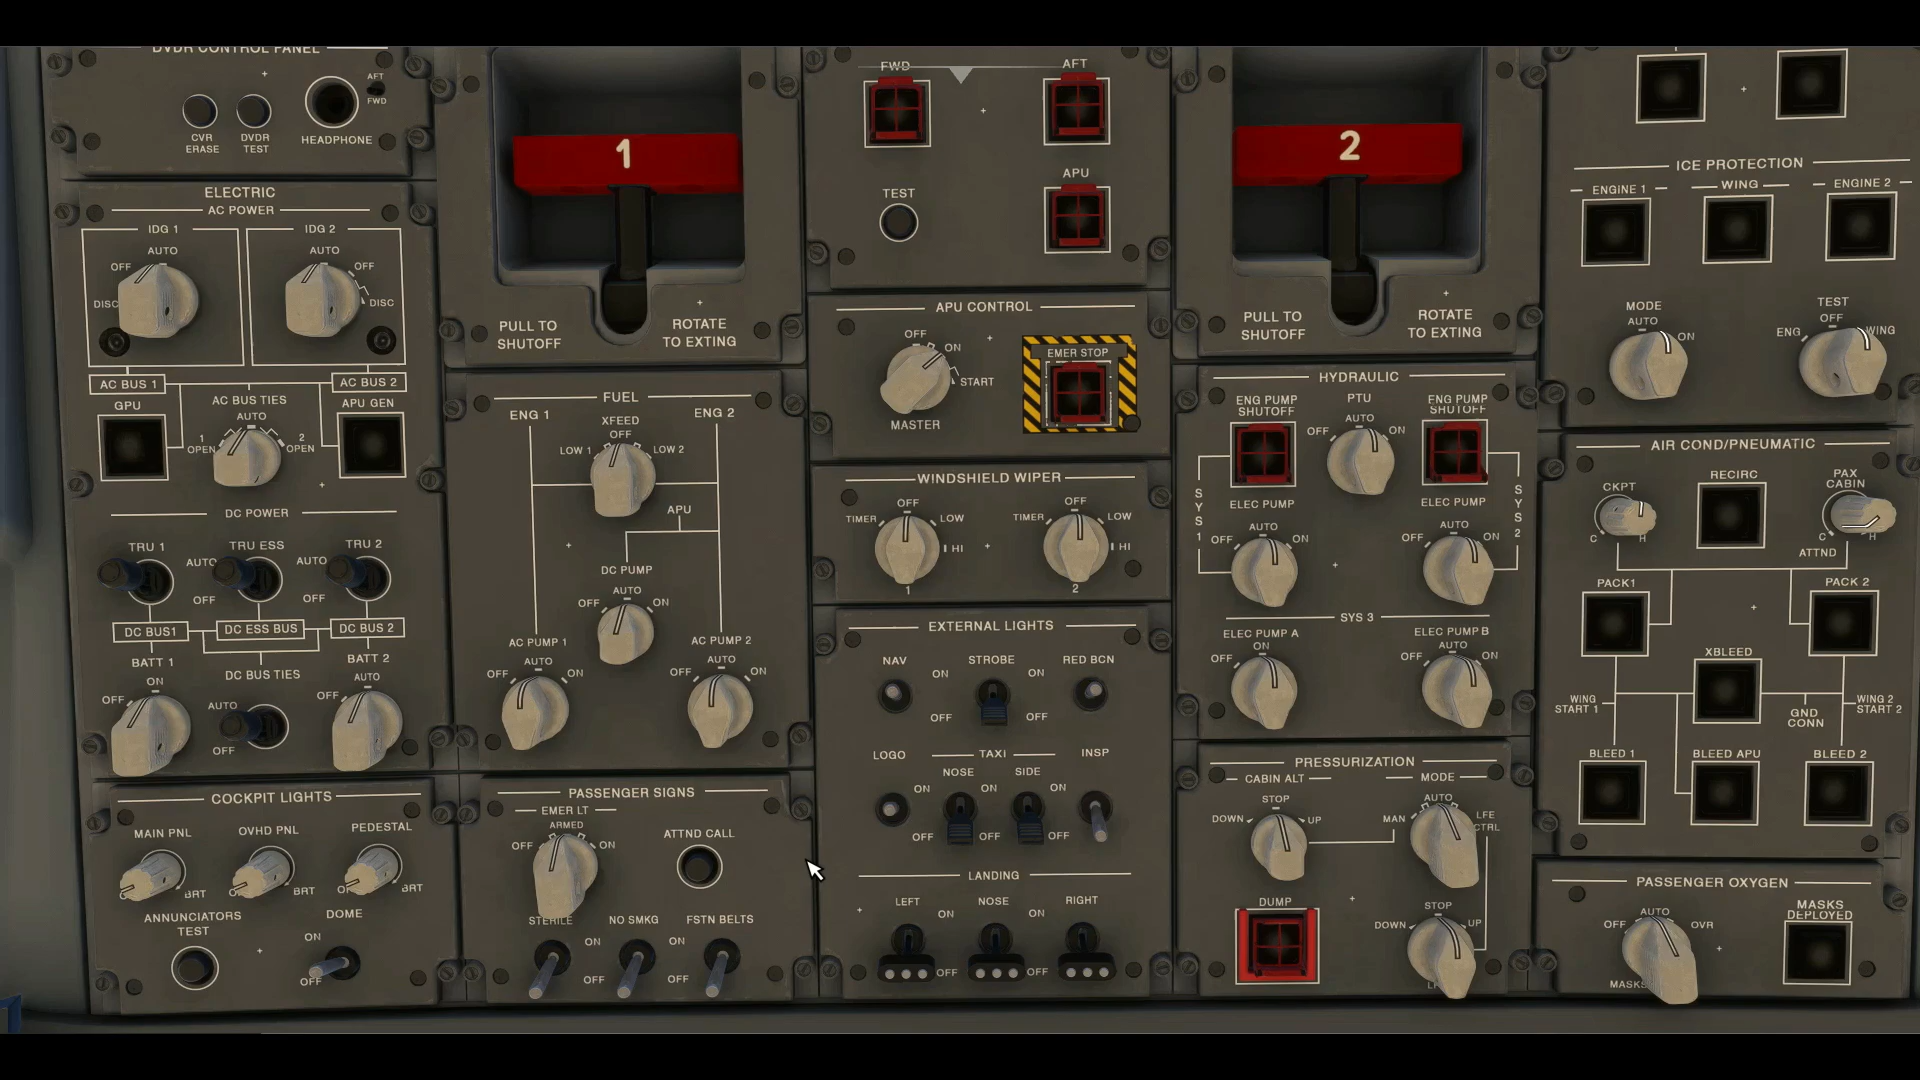 DVDR CONTROL PANEL
CVR
ERASE
DVDR
TEST
AFT
FWD
HEADPHONE
ELECTRIC
AC POWER
IDG 1
AUTO
OFF
DISC
IDG 2
AUTO
OFF
DISC
AC BUS 1
AC BUS 2
GPU
AC BUS TIES
AUTO
1
OPEN
2
OPEN
APU GEN
DC POWER
TRU 1
AUTO
OFF
TRU ESS
AUTO
OFF
TRU 2
DC BUS1
DC ESS BUS
DC BUS 2
BATT 1
ON
OFF
DC BUS TIES
AUTO
OFF
BATT 2
AUTO
OFF
COCKPIT LIGHTS
MAIN PNL
BRT
OVHD PNL
BRT
PEDESTAL
BRT
ANNUNCIATORS
TEST
DOME
ON
OFF
1
PULL TO
SHUTOFF
ROTATE
TO EXTING
FUEL
ENG 1
XFEED
OFF
LOW 1
LOW 2
ENG 2
APU
DC PUMP
AUTO
OFF
ON
AC PUMP 1
AUTO
OFF
ON
AC PUMP 2
AUTO
OFF
ON
PASSENGER SIGNS
EMER LT
ARMED
OFF
ON
ATTND CALL
STERILE
NO SMKG
FSTN BELTS
ON
ON
OFF
OFF
FWD
AFT
TEST
APU
APU CONTROL
OFF
ON
START
MASTER
EMER STOP
WINDSHIELD WIPER
OFF
TIMER
LOW
HI
1
OFF
TIMER
LOW
HI
2
EXTERNAL LIGHTS
NAV
ON
OFF
STROBE
ON
OFF
RED BCN
LOGO
TAXI
INSP
NOSE
SIDE
ON
ON
ON
OFF
OFF
OFF
LANDING
LEFT
ON
OFF
NOSE
ON
OFF
RIGHT
2
PULL TO
SHUTOFF
ROTATE
TO EXTING
HYDRAULIC
ENG PUMP
SHUTOFF
PTU
AUTO
OFF
ON
ENG PUMP
SHUTOFF
SYS 1
SYS 2
ELEC PUMP
AUTO
OFF
ON
ELEC PUMP
AUTO
OFF
ON
SYS 3
ELEC PUMP A
ON
OFF
ELEC PUMP B
AUTO
OFF
ON
PRESSURIZATION
CABIN ALT
STOP
DOWN
UP
MODE
AUTO
MAN
LFE
CTRL
DUMP
STOP
DOWN
UP
ICE PROTECTION
ENGINE 1
WING
ENGINE 2
MODE
AUTO
ON
TEST
OFF
ENG
WING
AIR COND/PNEUMATIC
CKPT
C
H
RECIRC
PAX
CABIN
C
H
ATTND
PACK1
PACK 2
XBLEED
WING
START 1
GND
CONN
WING 2
START 2
BLEED 1
BLEED APU
BLEED 2
PASSENGER OXYGEN
AUTO
OFF
OVR
MASKS
DEPLOYED